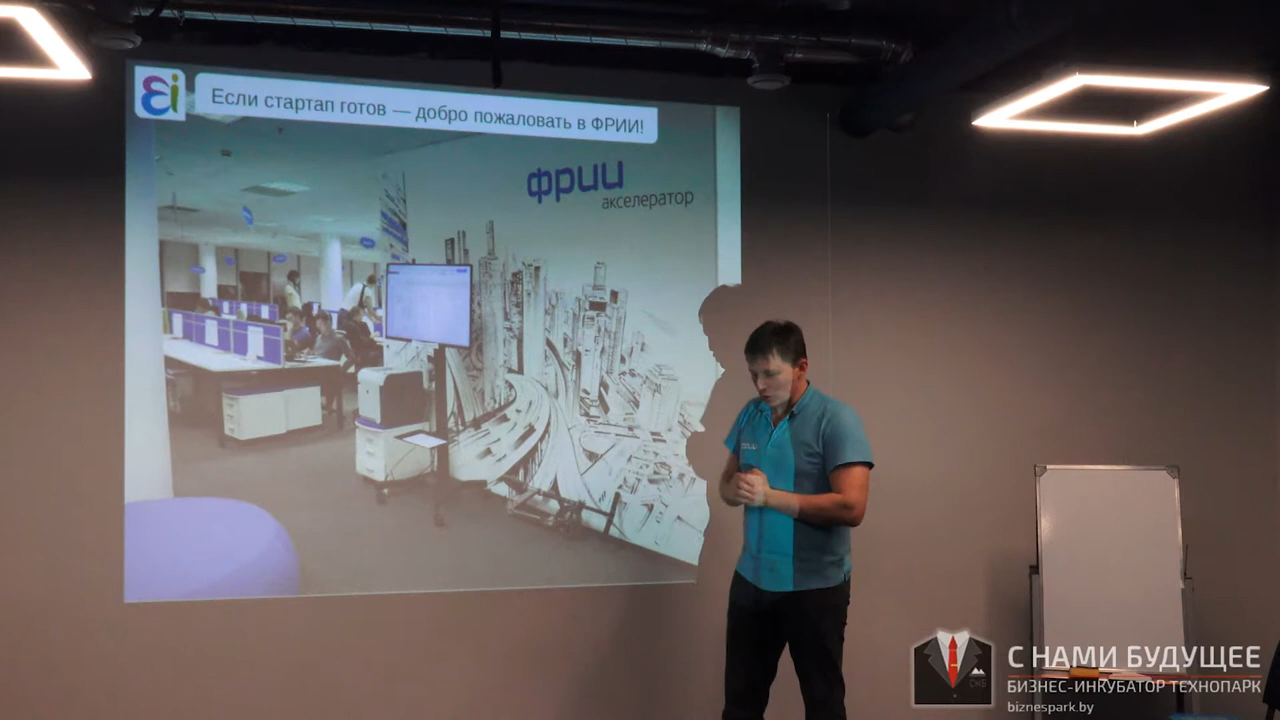 Если стартап готов — добро пожаловать в ФРИИ!
фрии
акселератор
С НАМИ БУДУЩЕЕ
БИЗНЕС-ИНКУБАТОР ТЕХНОПАРК
biznespark.by